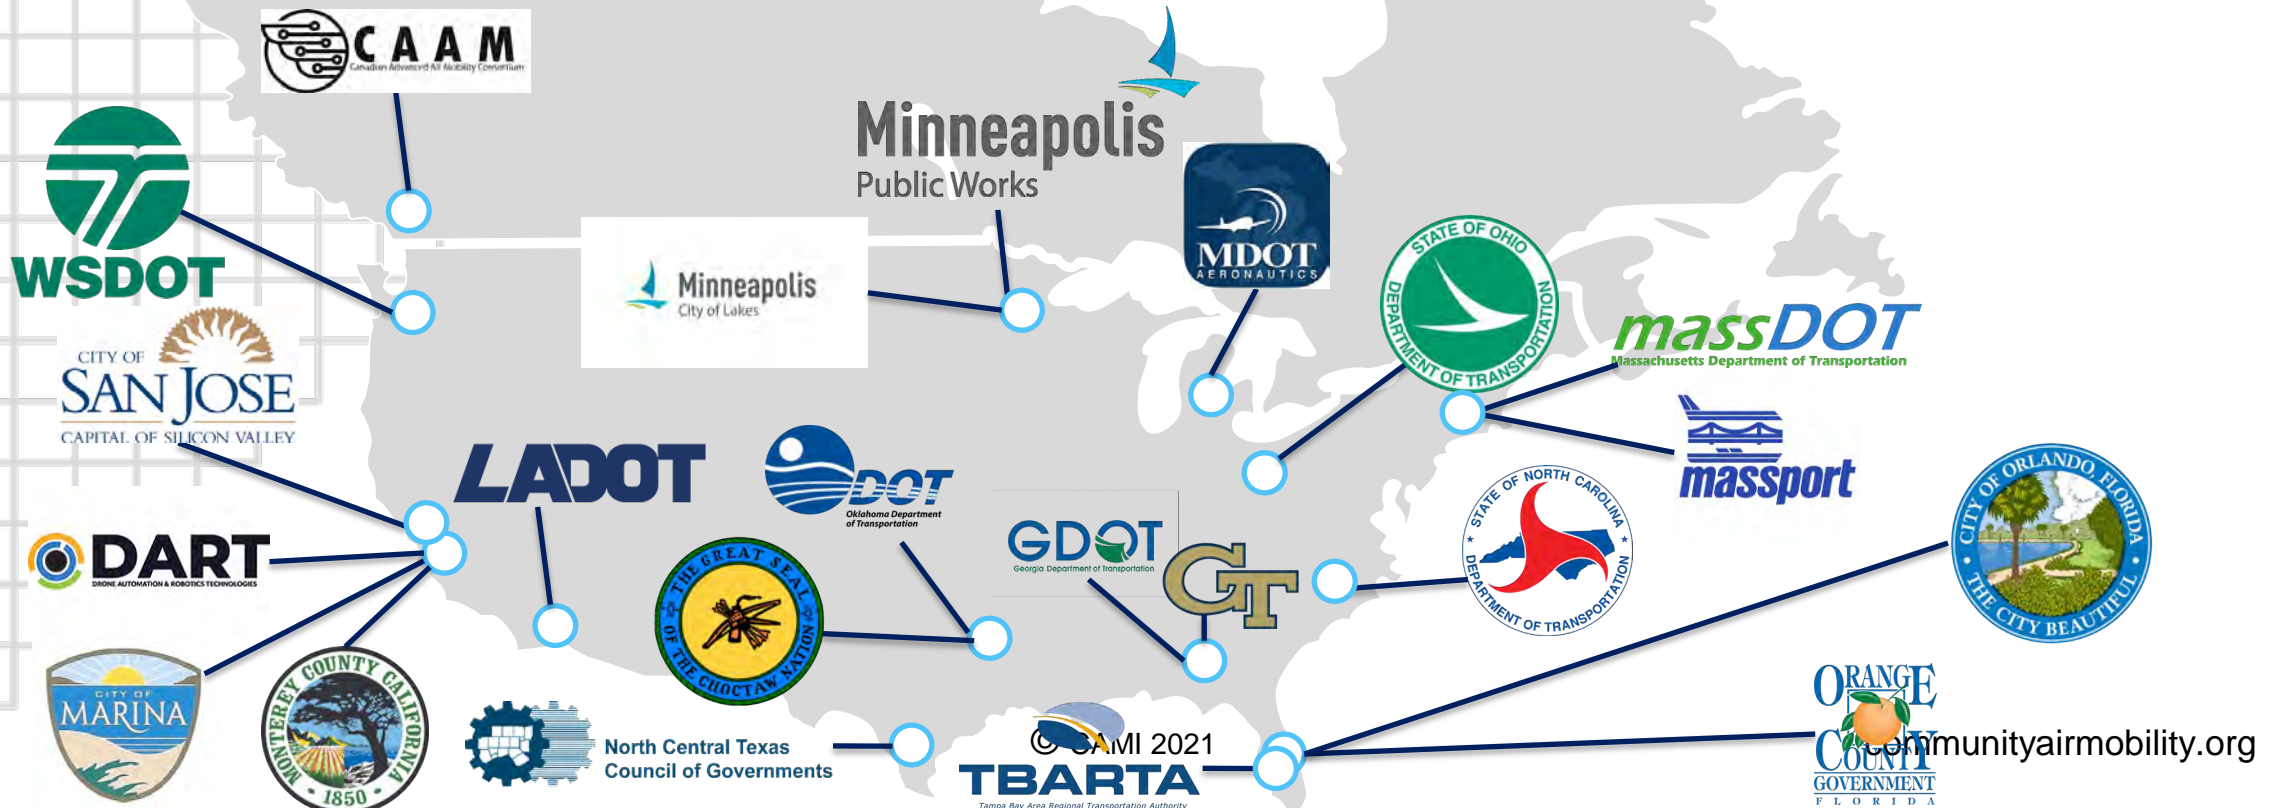 CAAM
Canadian Advanced Air Mobility Consortium
Minneapolis
Public Works
WSDOT
MDOT
AERONAUTICS
STATE OF OHIO
DEPARTMENT OF TRANSPORTATION
Minneapolis
City of Lakes
massDOT
Massachusetts Department of Transportation
CITY OF
SAN JOSE
CAPITAL OF SILICON VALLEY
massport
LADOT
DOT
Oklahoma Department
of Transportation
GDOT
Georgia Department of Transportation
GT
STATE OF NORTH CAROLINA
DEPARTMENT OF TRANSPORTATION
CITY OF ORLANDO, FLORIDA
THE CITY BEAUTIFUL
DART
DRONE AUTOMATION & ROBOTICS TECHNOLOGIES
THE GREAT SEAL
OF THE CHOCTAW NATION
CITY OF
MARINA
MONTEREY COUNTY CALIFORNIA
1850
North Central Texas
Council of Governments
© CAMI 2021
TBARTA
Tampa Bay Area Regional Transportation Authority
ORANGE
COUNTY
GOVERNMENT
FLORIDA
communityairmobility.org